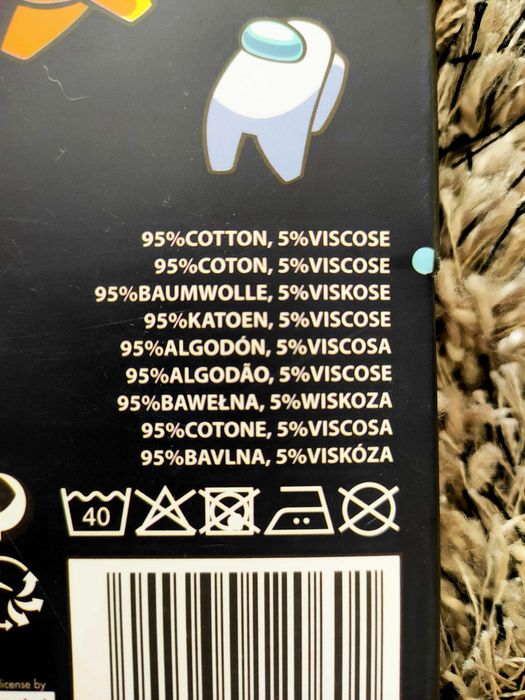 95%COTTON, 5%VISCOSE
95%COTON, 5%VISCOSE
95%BAUMWOLLE, 5%VISKOSE
95%KATOEN, 5%VISCOSE
95%ALGODÓN, 5%VISCOSA
95%ALGODÃO, 5%VISCOSE
95%BAWEŁNA, 5%WISKOZA
95%COTONE, 5%VISCOSA
95%BAVLNA, 5%VISKÓZA
40
license by